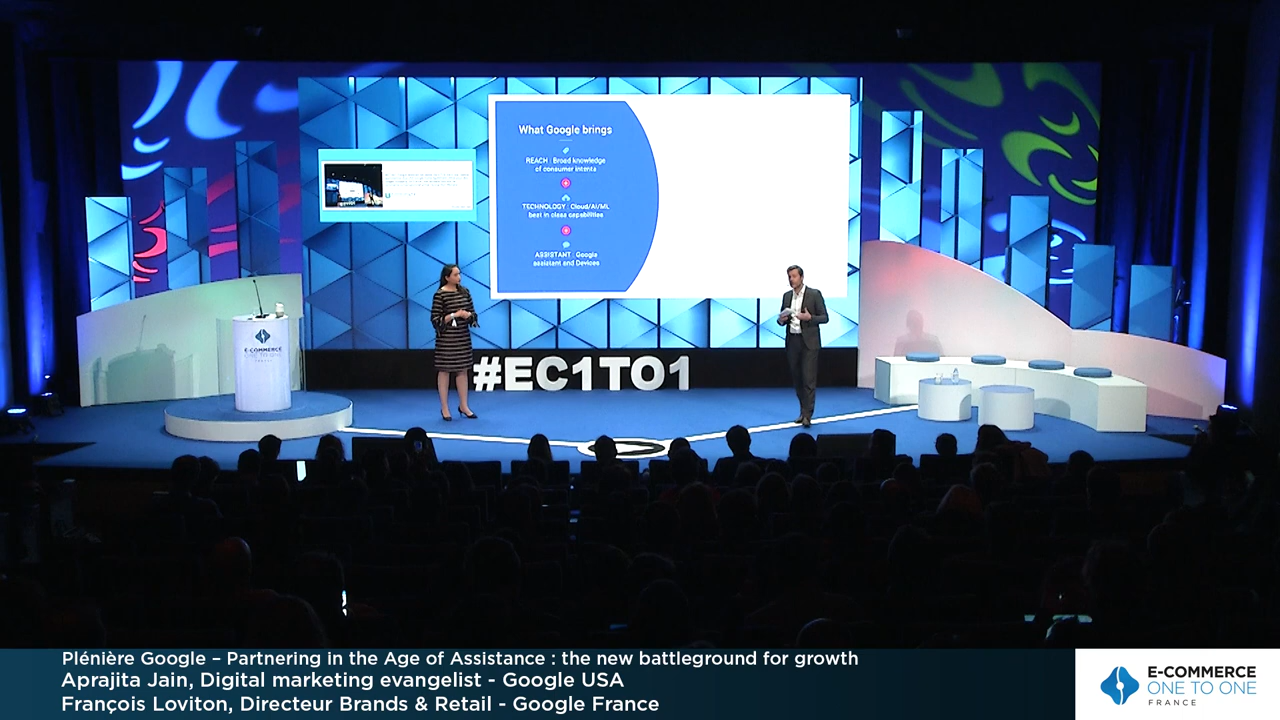 What Google brings
REACH : Broad knowledge
of consumer intents
TECHNOLOGY : Cloud/AI/ML
best in class capabilities
ASSISTANT : Google
assistant and Devices
E-COMMERCE
ONE TO ONE
#EC1TO1
Plénière Google – Partnering in the Age of Assistance : the new battleground for growth
Aprajita Jain, Digital marketing evangelist - Google USA
François Loviton, Directeur Brands & Retail - Google France
E-COMMERCE
ONE TO ONE
FRANCE